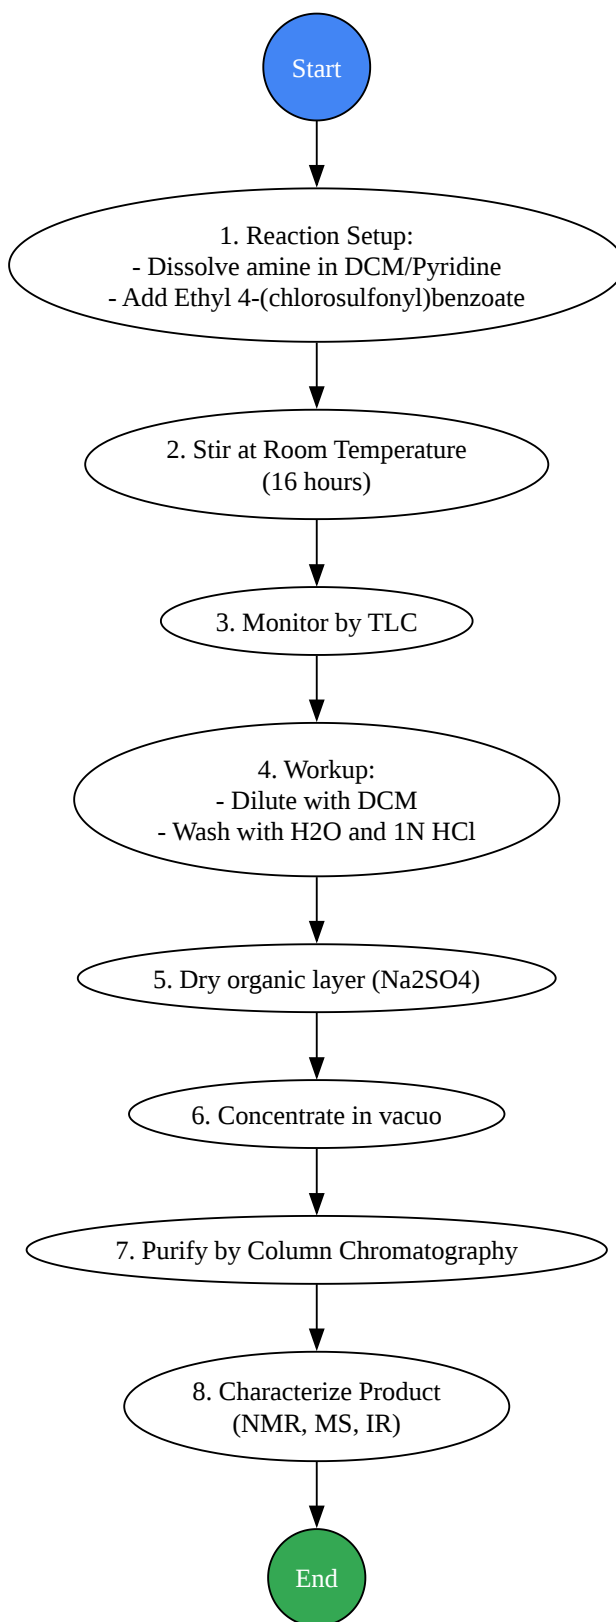 Start
1. Reaction Setup:
- Dissolve amine in DCM/Pyridine
- Add Ethyl 4-(chlorosulfonyl)benzoate
2. Stir at Room Temperature
(16 hours)
3. Monitor by TLC
4. Workup:
- Dilute with DCM
- Wash with H2O and 1N HCl
5. Dry organic layer (Na2SO4)
6. Concentrate in vacuo
7. Purify by Column Chromatography
8. Characterize Product
(NMR, MS, IR)
End